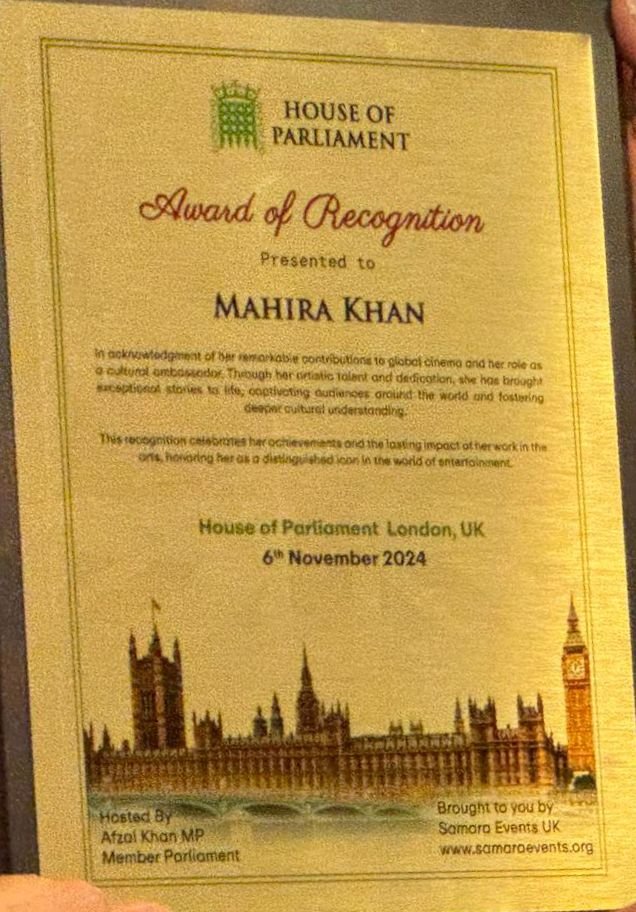 HOUSE OF
PARLIAMENT
Award of Recognition
Presented to
MAHIRA KHAN
In acknowledgment of her remarkable contributions to global cinema and her role as
a cultural ambassador. Through her artistic talent and dedication, she has brought
exceptional stories to life, captivating audiences around the world and fostering
deeper cultural understanding.
This recognition celebrates her achievements and the lasting impact of her work in the
arts, honoring her as a distinguished icon in the world of entertainment.
House of Parliament London, UK
6th November 2024
Hosted By
Afzal Khan MP
Member Parliament
Brought to you by
Samara Events UK
www.samaraevents.org